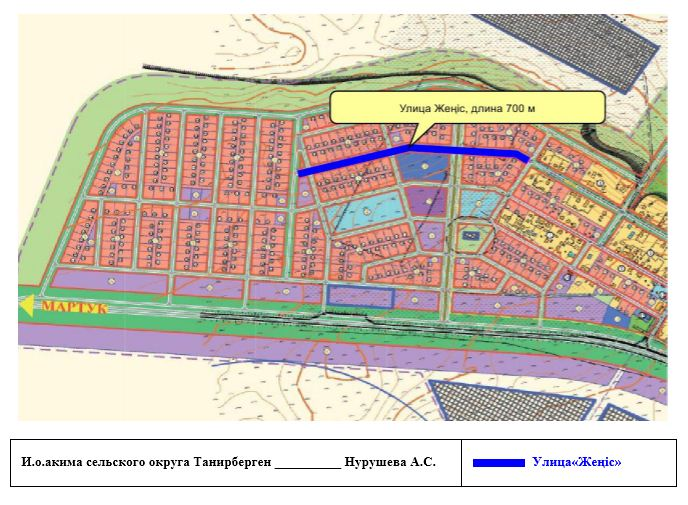 Улица Жеңіс, длина 700 м
МАРТУК
И.о.акима сельского округа Танирберген __________ Нурушева А.С.
Улица«Жеңіс»